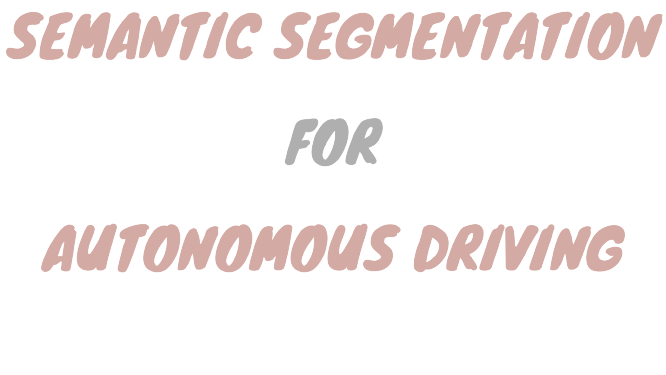 SEMANTIC SEGMENTATION
FOR
AUTONOMOUS DRIVING